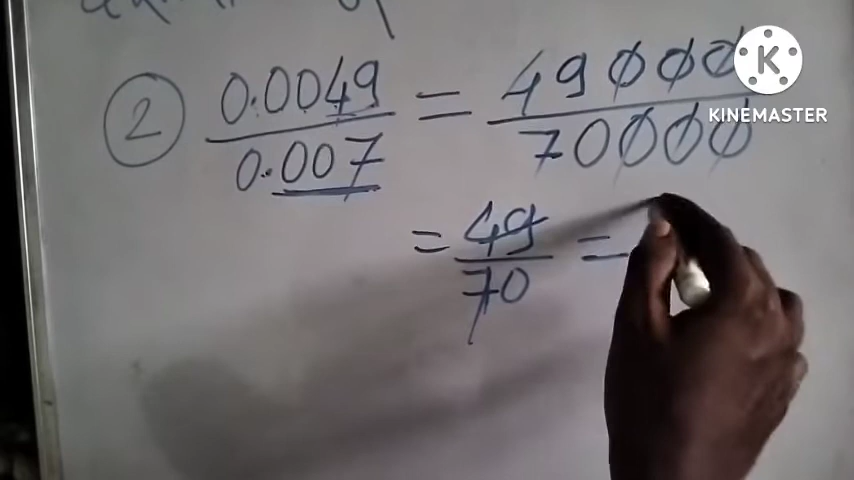 ② 0.0049 / 0.007 = 49000 / 70000
= 49 / 70 =
K
KINEMASTER